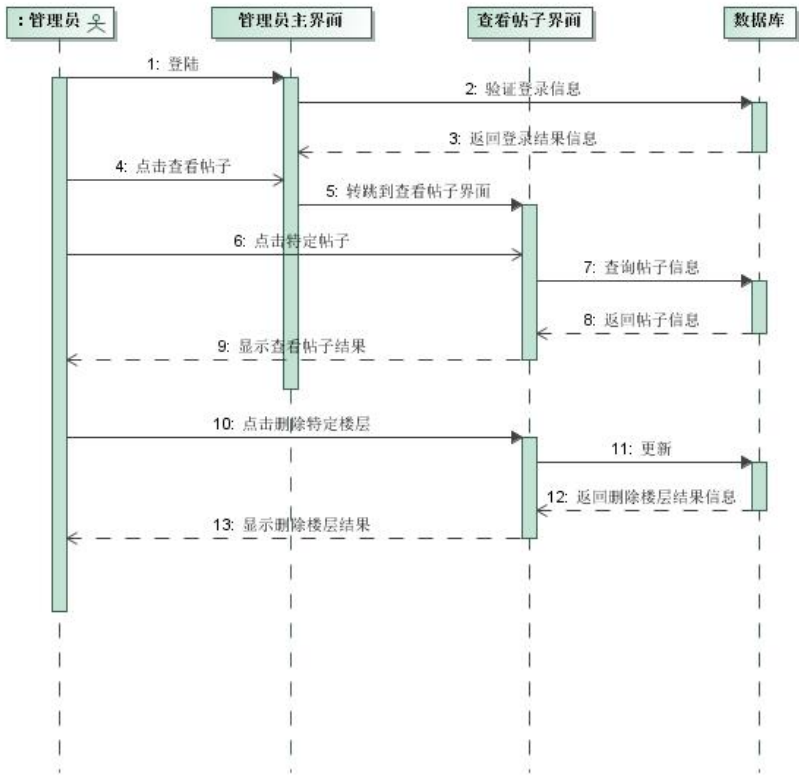 : 管理员
管理员主界面
查看帖子界面
数据库
1: 登陆
2: 验证登录信息
3: 返回登录结果信息
4: 点击查看帖子
5: 转跳到查看帖子界面
6: 点击特定帖子
7: 查询帖子信息
8: 返回帖子信息
9: 显示查看帖子结果
10: 点击删除特定楼层
11: 更新
12: 返回删除楼层结果信息
13: 显示删除楼层结果